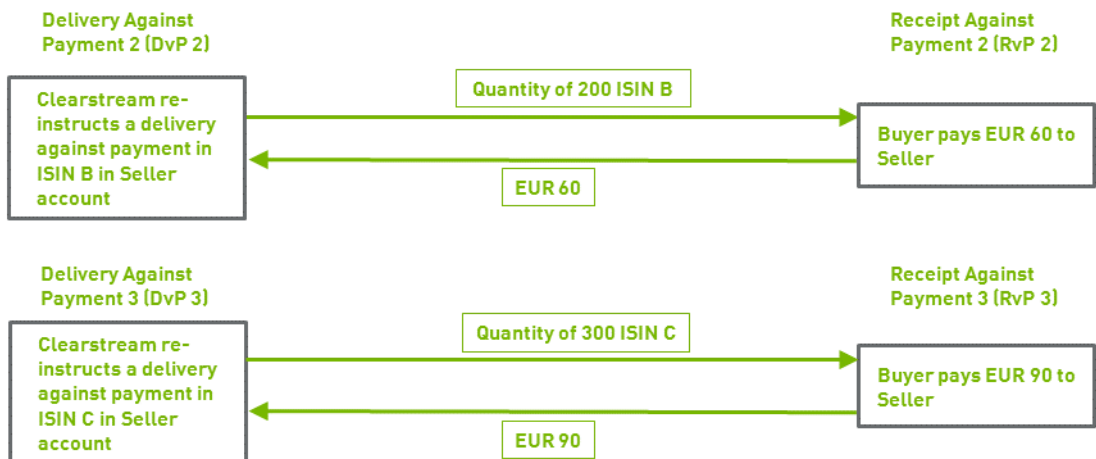 Delivery Against
Payment 2 (DvP 2)
Receipt Against
Payment 2 (RvP 2)
Clearstream re-
instructs a delivery
against payment in
ISIN B in Seller
account
Quantity of 200 ISIN B
EUR 60
Buyer pays EUR 60 to
Seller
Delivery Against
Payment 3 (DvP 3)
Receipt Against
Payment 3 (RvP 3)
Clearstream re-
instructs a delivery
against payment in
ISIN C in Seller
account
Quantity of 300 ISIN C
EUR 90
Buyer pays EUR 90 to
Seller